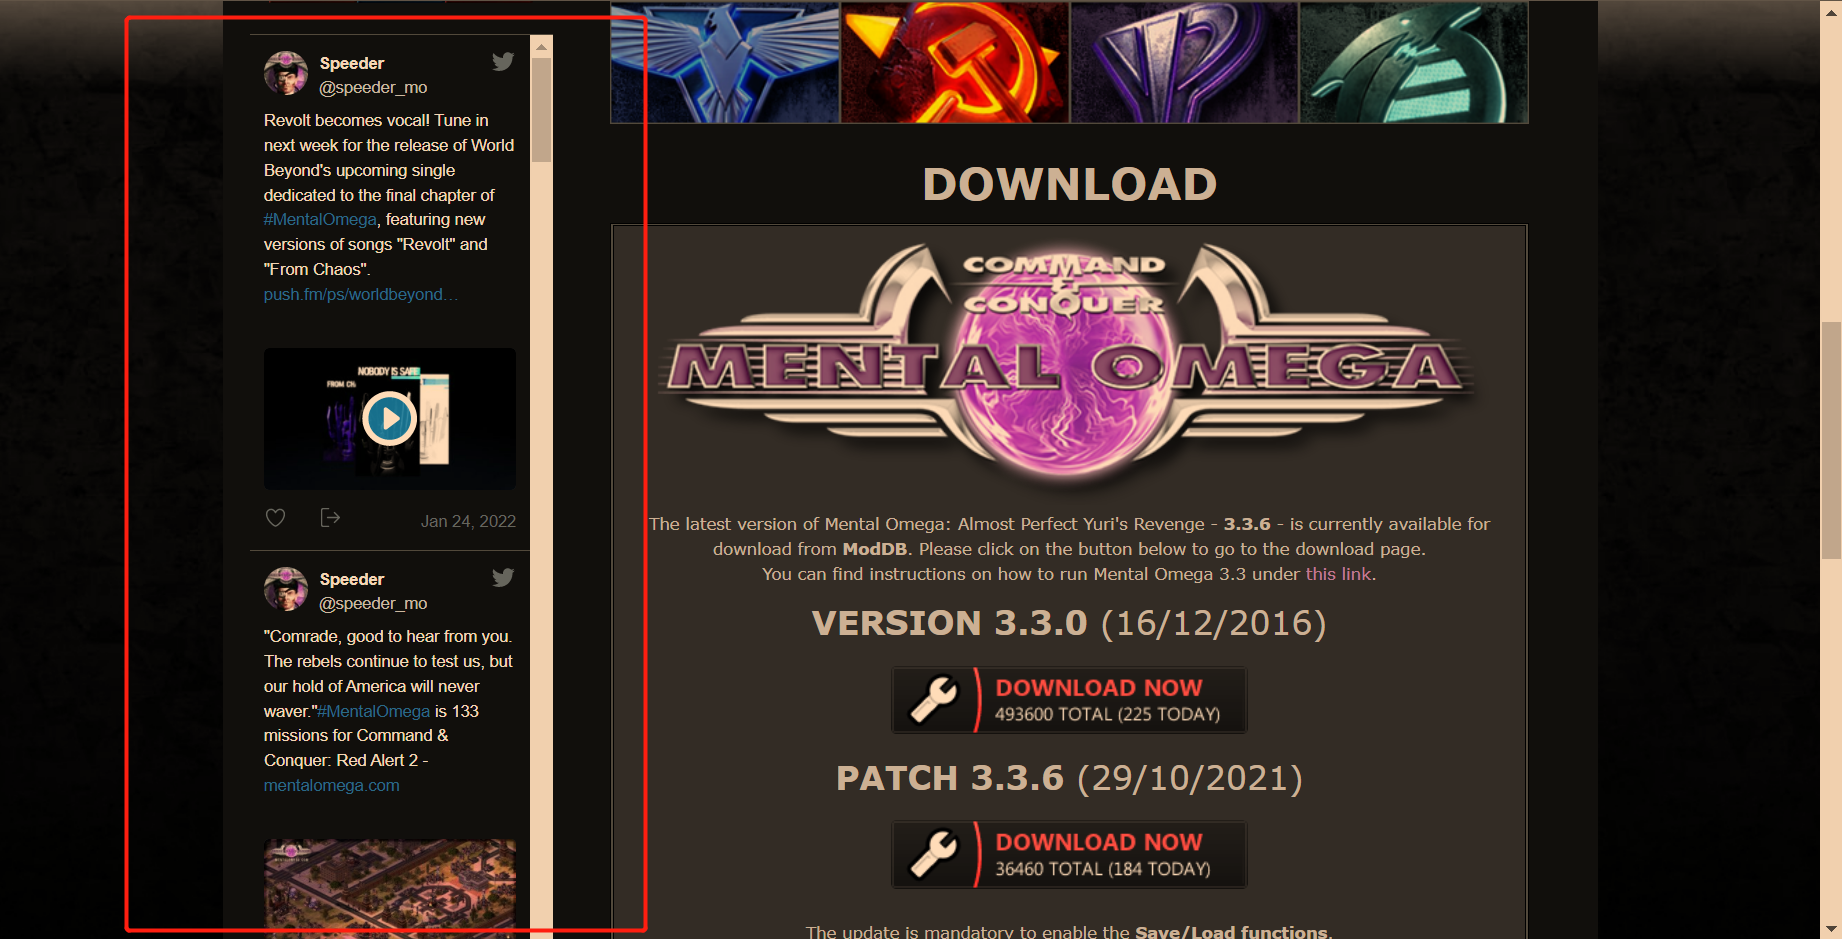 Speeder
@speeder_mo
Revolt becomes vocal! Tune in
next week for the release of World
Beyond's upcoming single
dedicated to the final chapter of
#MentalOmega, featuring new
versions of songs "Revolt" and
"From Chaos".
push.fm/ps/worldbeyond…
NOBODY IS SAFE
FROM CH
Jan 24, 2022
Speeder
@speeder_mo
"Comrade, good to hear from you.
The rebels continue to test us, but
our hold of America will never
waver."#MentalOmega is 133
missions for Command &
Conquer: Red Alert 2 -
mentalomega.com
DOWNLOAD
COMMAND
&
CONQUER
MENTAL OMEGA
The latest version of Mental Omega: Almost Perfect Yuri's Revenge - 3.3.6 - is currently available for
download from ModDB. Please click on the button below to go to the download page.
You can find instructions on how to run Mental Omega 3.3 under this link.
VERSION 3.3.0 (16/12/2016)
DOWNLOAD NOW
493600 TOTAL (225 TODAY)
PATCH 3.3.6 (29/10/2021)
DOWNLOAD NOW
36460 TOTAL (184 TODAY)
The update is mandatory to enable the Save/Load functions.